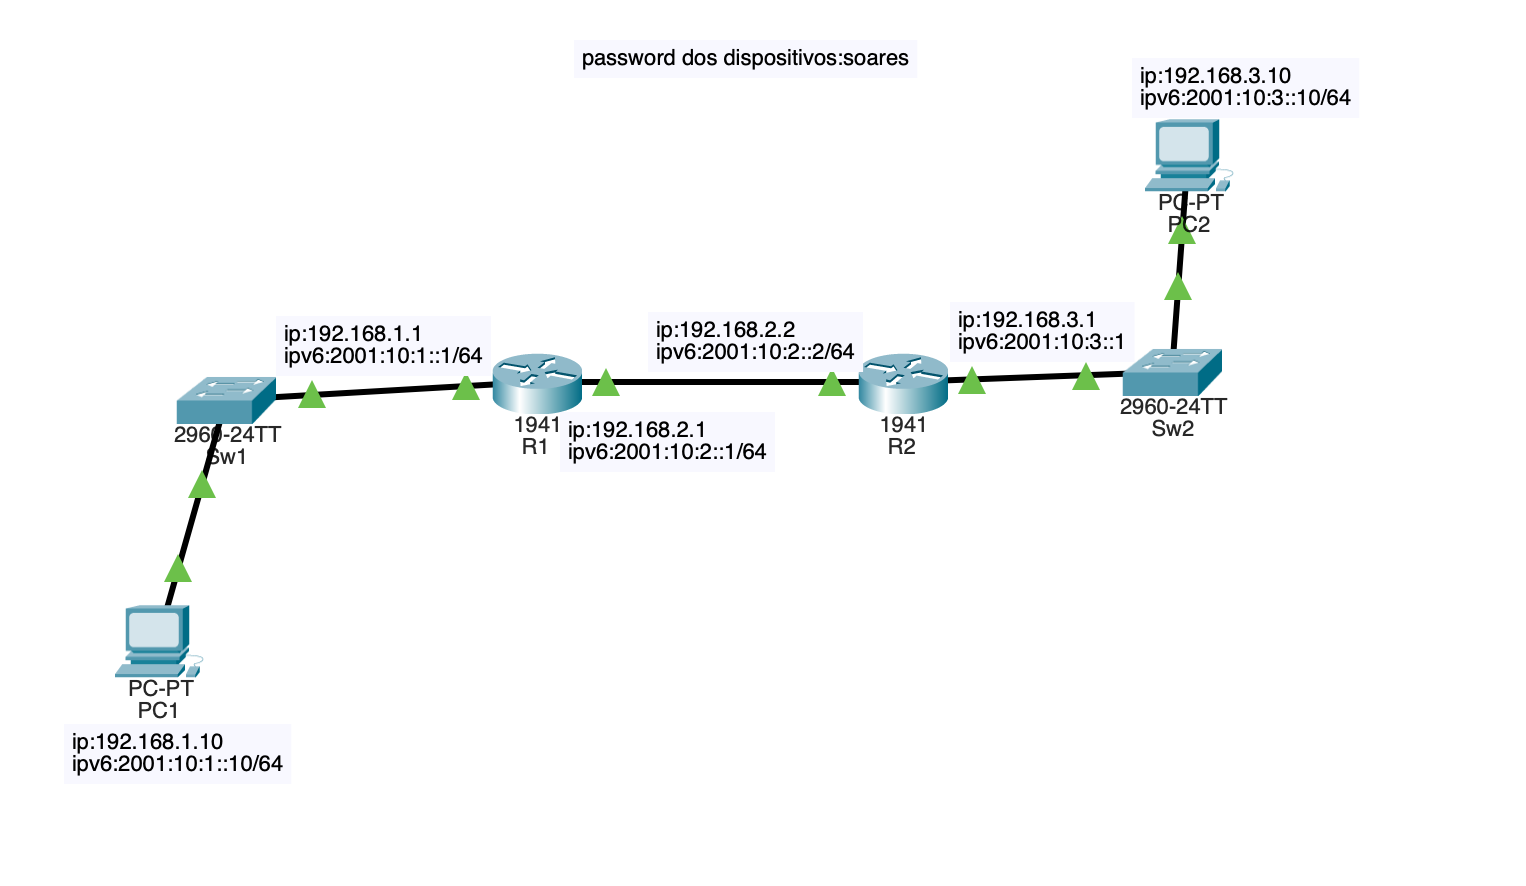 password dos dispositivos:soares
ip:192.168.3.10
ipv6:2001:10:3::10/64
PC-PT
PC2
ip:192.168.1.1
ipv6:2001:10:1::1/64
ip:192.168.2.2
ipv6:2001:10:2::2/64
ip:192.168.3.1
ipv6:2001:10:3::1
2960-24TT
Sw1
1941
R1
ip:192.168.2.1
ipv6:2001:10:2::1/64
1941
R2
2960-24TT
Sw2
PC-PT
PC1
ip:192.168.1.10
ipv6:2001:10:1::10/64